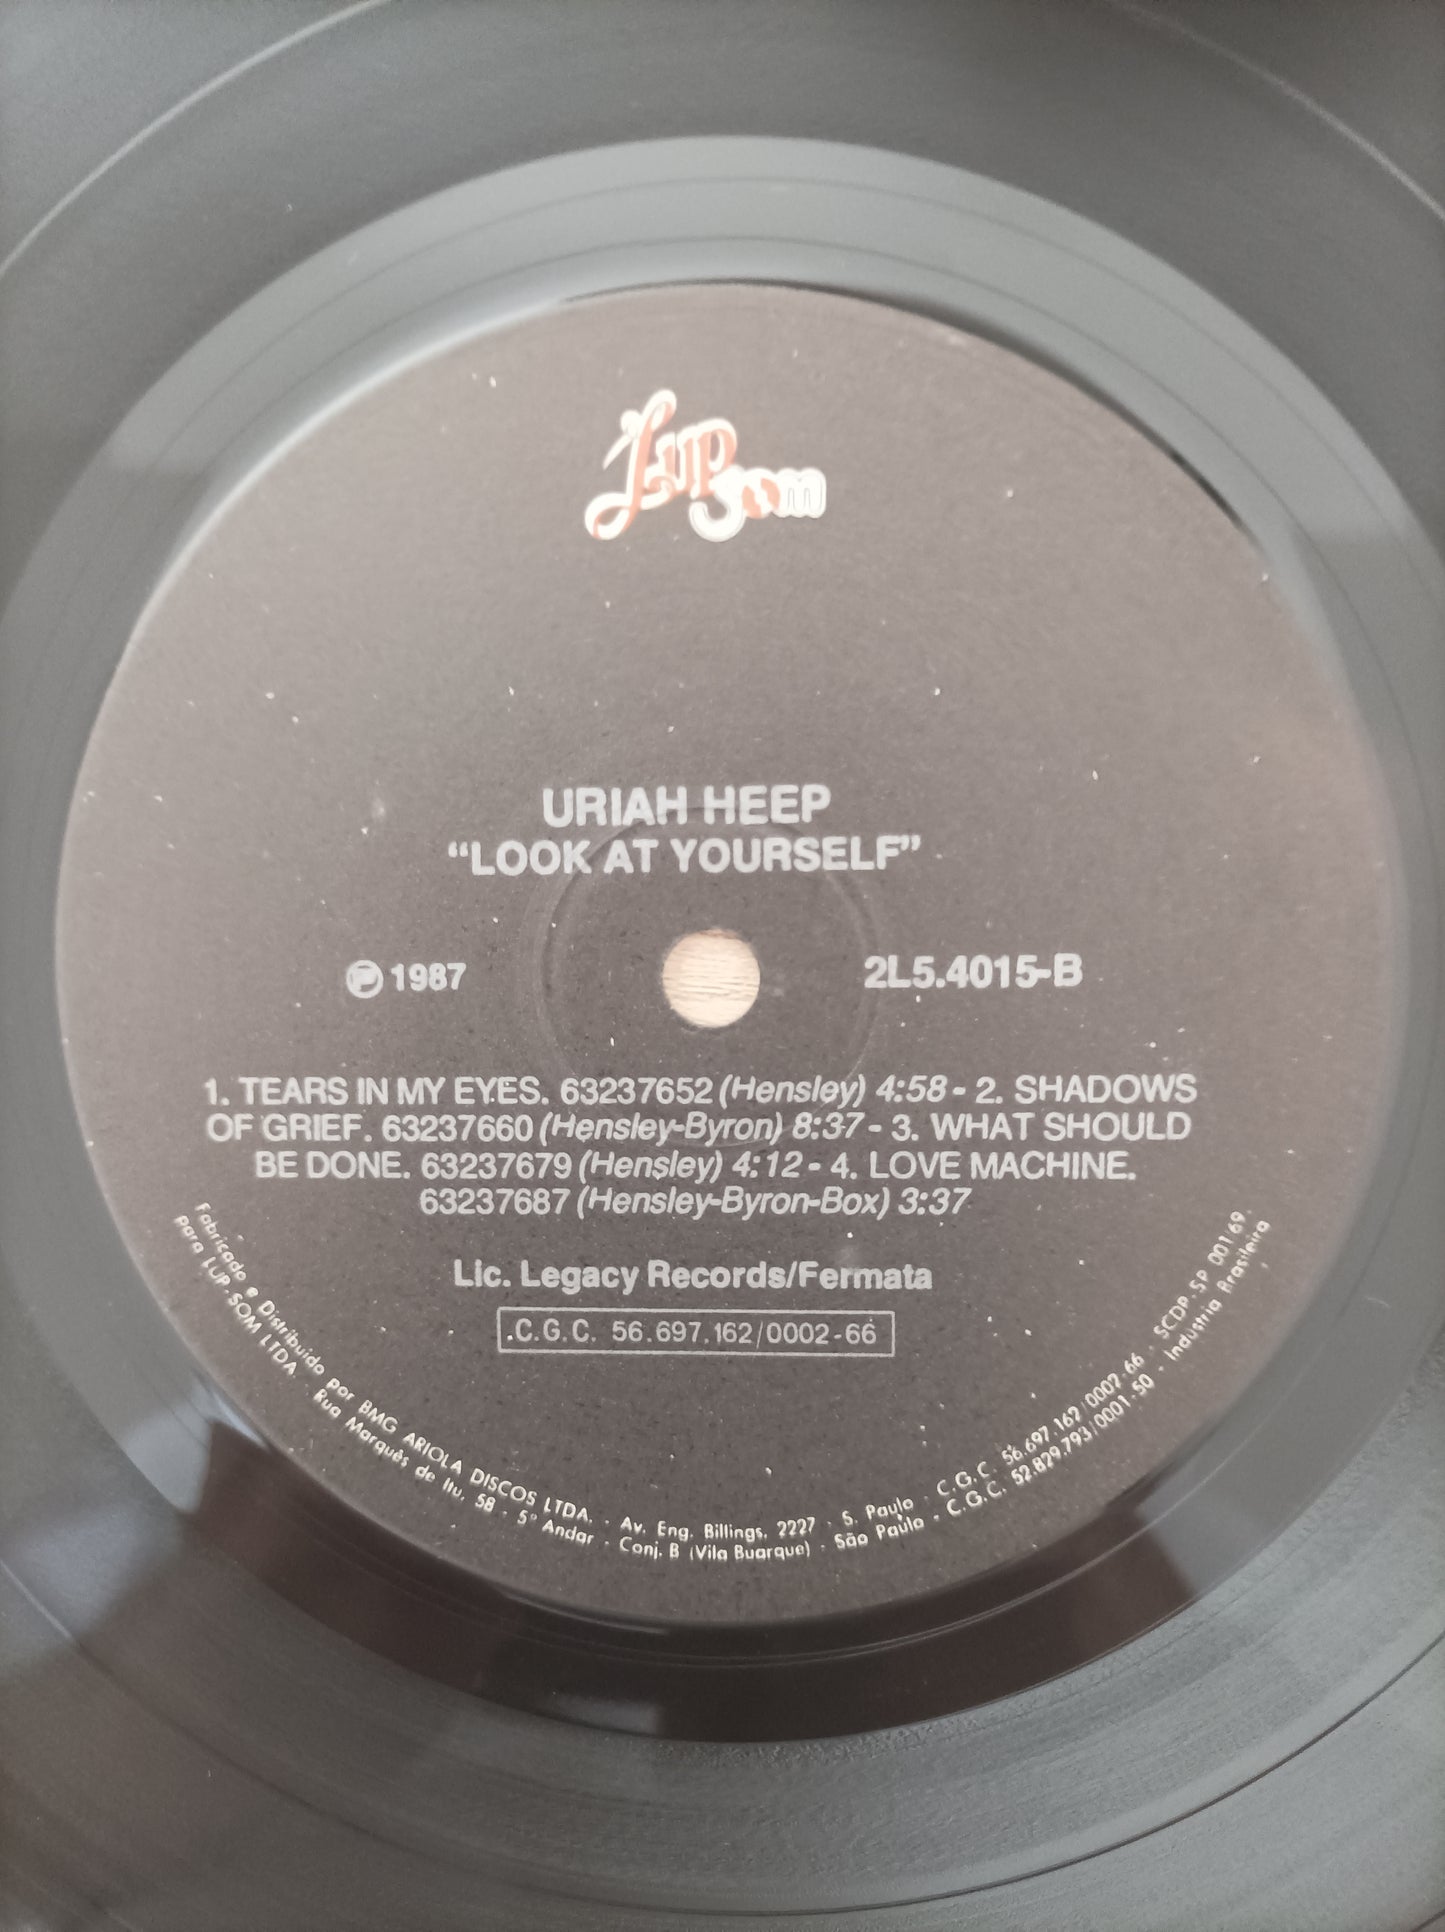 Lup Som
URIAH HEEP
“LOOK AT YOURSELF”
Ⓟ 1987
2L5.4015-B
1. TEARS IN MY EYES. 63237652 (Hensley) 4:58 - 2. SHADOWS
OF GRIEF. 63237660 (Hensley-Byron) 8:37 - 3. WHAT SHOULD
BE DONE. 63237679 (Hensley) 4:12 - 4. LOVE MACHINE.
63237687 (Hensley-Byron-Box) 3:37
Lic. Legacy Records/Fermata
C.G.C. 56.697.162/0002-66
Fabricado e Distribuido por BMG ARIOLA DISCOS LTDA. - Av. Eng. Billings, 2227 - S. Paulo - C.G.C 56.697.162/0002-66 - SCDP-SP 00169.
para LUP-SOM LTDA. - Rua Marquês de Itu, 58 - 5º Andar - Conj. B (Vila Buarque) - São Paulo - C.G.C. 52.829.793/0001-50 - Industria Brasileira